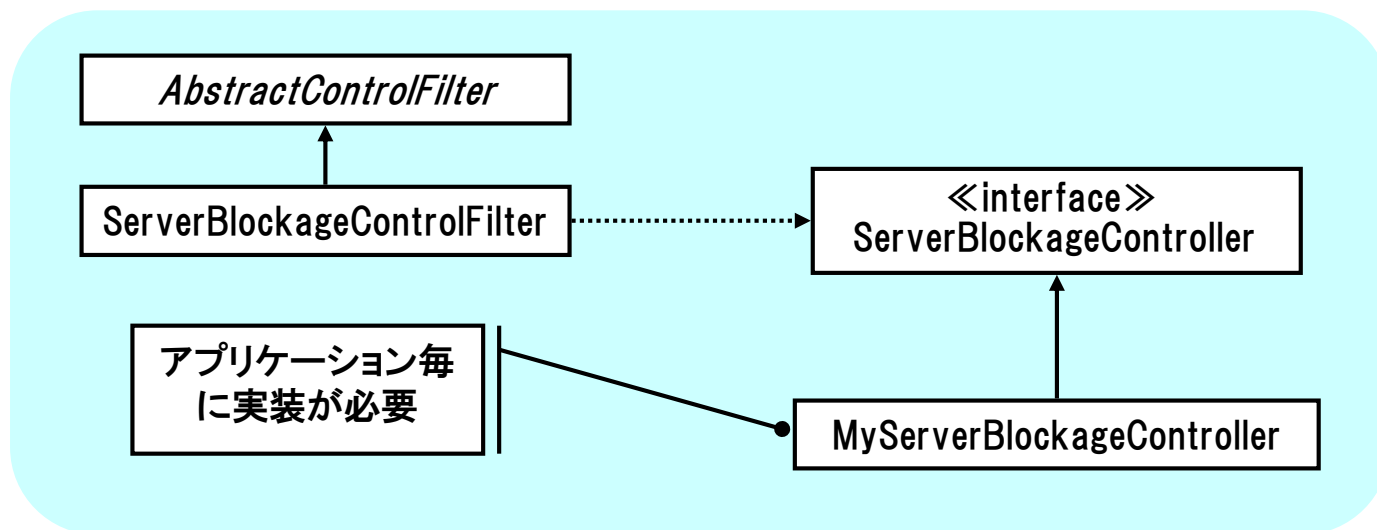 AbstractControlFilter
ServerBlockageControlFilter
≪interface≫
ServerBlockageController
アプリケーション毎
に実装が必要
MyServerBlockageController